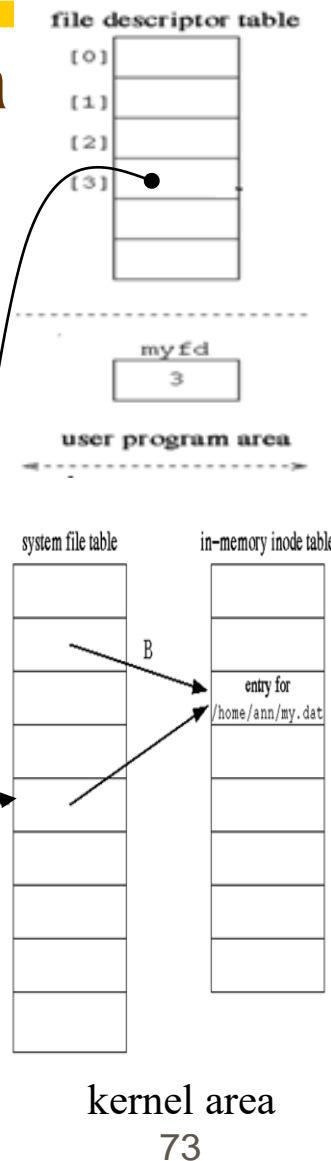 file descriptor table
[0]
[1]
[2]
[3]
myfd
3
user program area
system file table in-memory inode table
B
entry for
/home/ann/my.dat
kernel area
73